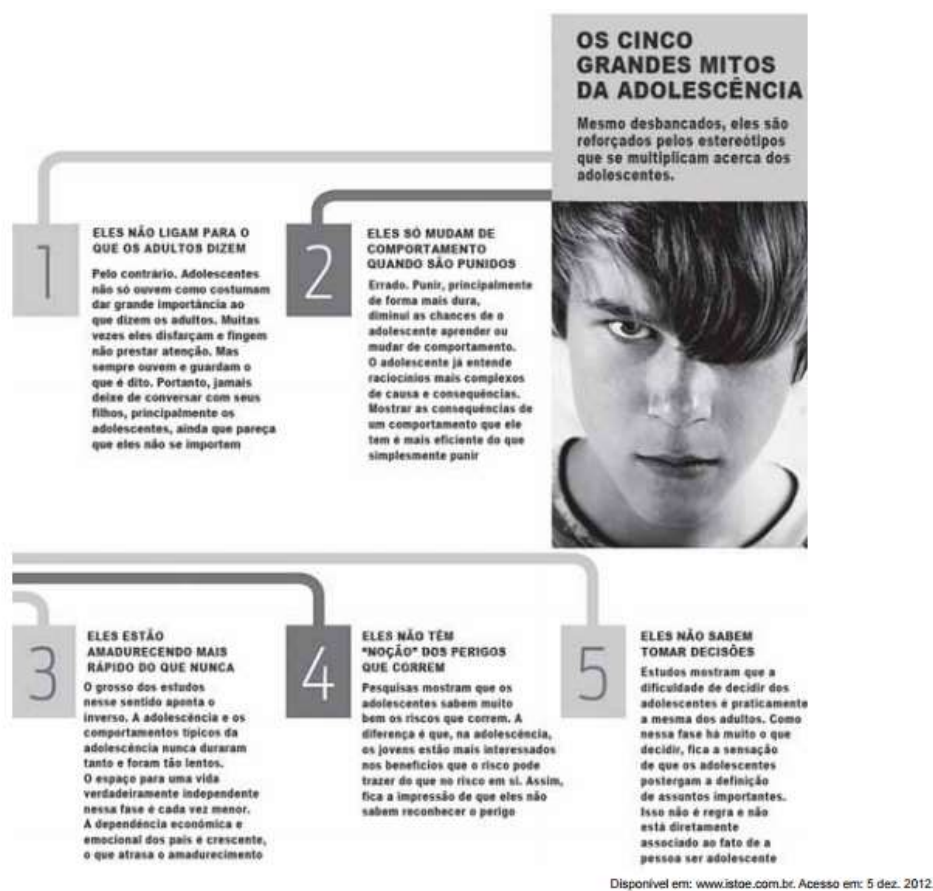 OS CINCO
GRANDES MITOS
DA ADOLESCÊNCIA
Mesmo desbancados, eles são
reforçados pelos estereótipos
que se multiplicam acerca dos
adolescentes.
1
ELES NÃO LIGAM PARA O
QUE OS ADULTOS DIZEM
Pelo contrário. Adolescentes
não só ouvem como costumam
dar grande importância ao
que dizem os adultos. Muitas
vezes eles disfarçam e fingem
não prestar atenção. Mas
sempre ouvem e guardam o
que é dito. Portanto, jamais
deixe de conversar com seus
filhos, principalmente os
adolescentes, ainda que pareça
que eles não se importem
2
ELES SÓ MUDAM DE
COMPORTAMENTO
QUANDO SÃO PUNIDOS
Errado. Punir, principalmente
de forma mais dura,
diminui as chances de o
adolescente aprender ou
mudar de comportamento.
O adolescente já entende
raciocínios mais complexos
de causa e consequências.
Mostrar as consequências de
um comportamento que ele
tem é mais eficiente do que
simplesmente punir
3
ELES ESTÃO
AMADURECENDO MAIS
RÁPIDO DO QUE NUNCA
O grosso dos estudos
nesse sentido aponta o
inverso. A adolescência e os
comportamentos típicos da
adolescência nunca duraram
tanto e foram tão lentos.
O espaço para uma vida
verdadeiramente independente
nessa fase é cada vez menor.
A dependência econômica e
emocional dos pais é crescente,
o que atrasa o amadurecimento
4
ELES NÃO TÊM
"NOÇÃO" DOS PERIGOS
QUE CORREM
Pesquisas mostram que os
adolescentes sabem muito
bem os riscos que correm. A
diferença é que, na adolescência,
os jovens estão mais interessados
nos benefícios que o risco pode
trazer do que no risco em si. Assim,
fica a impressão de que eles não
sabem reconhecer o perigo
5
ELES NÃO SABEM
TOMAR DECISÕES
Estudos mostram que a
dificuldade de decidir dos
adolescentes é praticamente
a mesma dos adultos. Como
nessa fase há muito o que
decidir, fica a sensação
de que os adolescentes
postergam a definição
de assuntos importantes.
Isso não é regra e não
está diretamente
associado ao fato de a
pessoa ser adolescente
Disponível em: www.istoe.com.br. Acesso em: 5 dez. 2012